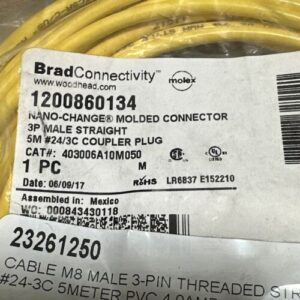 BradConnectivity™
www.woodhead.com
molex
1200860134
NANO-CHANGE® MOLDED CONNECTOR
3P MALE STRAIGHT
5M #24/3C COUPLER PLUG
CAT#: 403006A10M050
1 PC M
Date: 06/09/17 RoHS LR6837 E152210
Assembled in: Mexico
WO: 000843430118
23261250
CABLE M8 MALE 3-PIN THREADED STR
#24-3C 5METER PVC